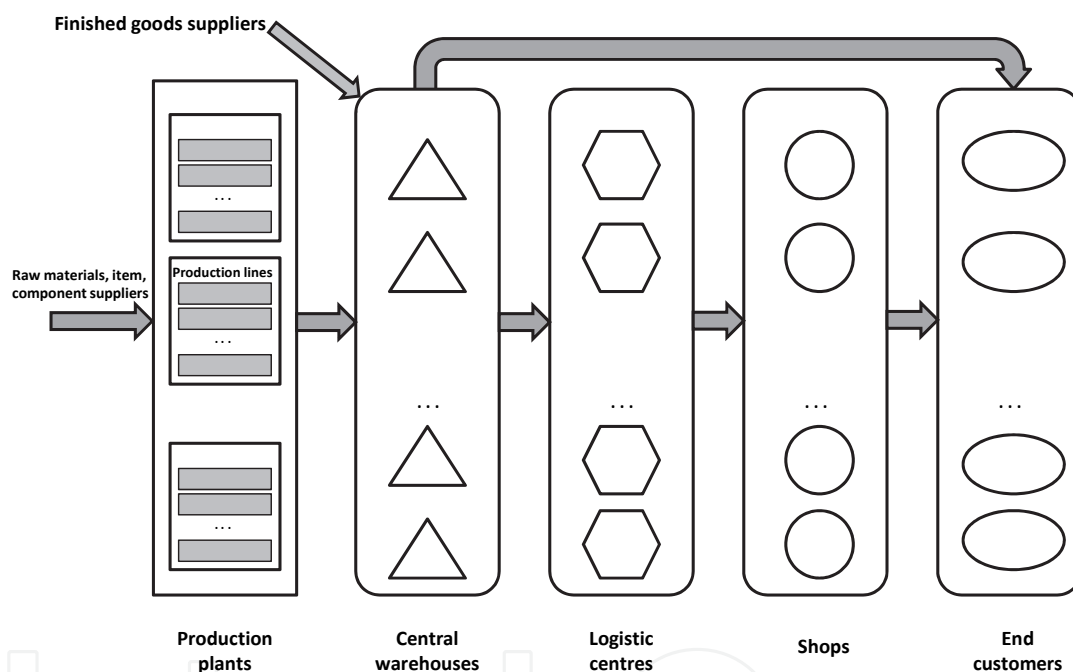 Finished goods suppliers
...
Raw materials, item,
component suppliers
Production lines
...
...
...
...
...
...
Production
plants
Central
warehouses
Logistic
centres
Shops
End
customers